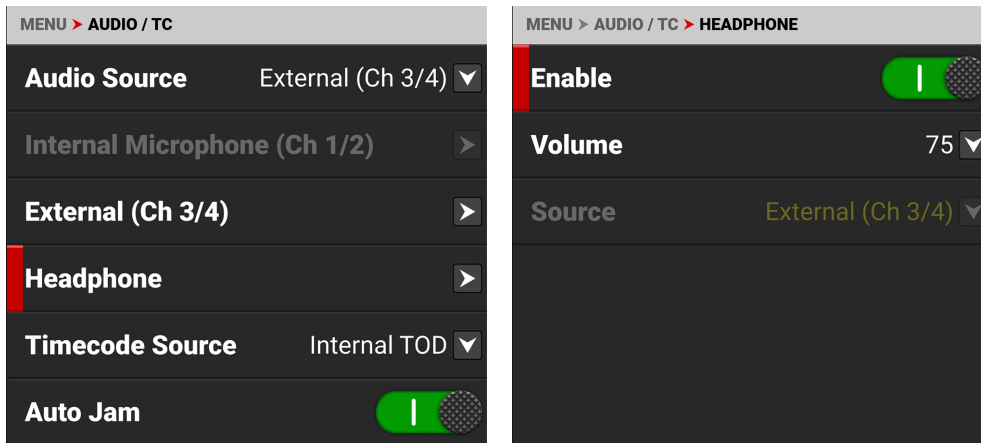 MENU ➤ AUDIO / TC
Audio Source External (Ch 3/4)
Internal Microphone (Ch 1/2)
External (Ch 3/4)
Headphone
Timecode Source Internal TOD
Auto Jam
MENU ➤ AUDIO / TC ➤ HEADPHONE
Enable
Volume 75
Source External (Ch 3/4)